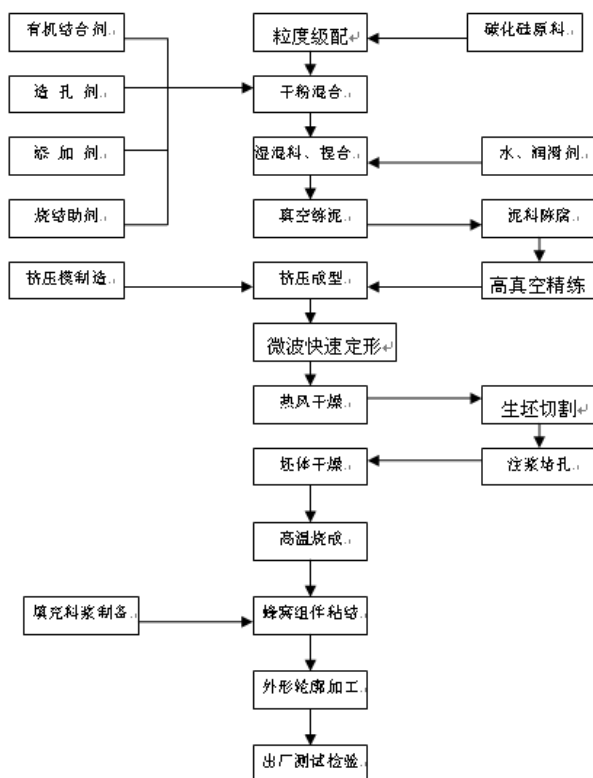 有机结合剂
粒度级配
碳化硅原料
造孔剂
干粉混合
添加剂
湿混料、捏合
水、润滑剂
烧结助剂
真空练泥
泥料陈腐
挤压模制造
挤压成型
高真空精练
微波快速定形
热风干燥
生坯切割
坯体干燥
注浆堵孔
高温烧成
填充料浆制备
蜂窝组件粘结
外形轮廓加工
出厂测试检验